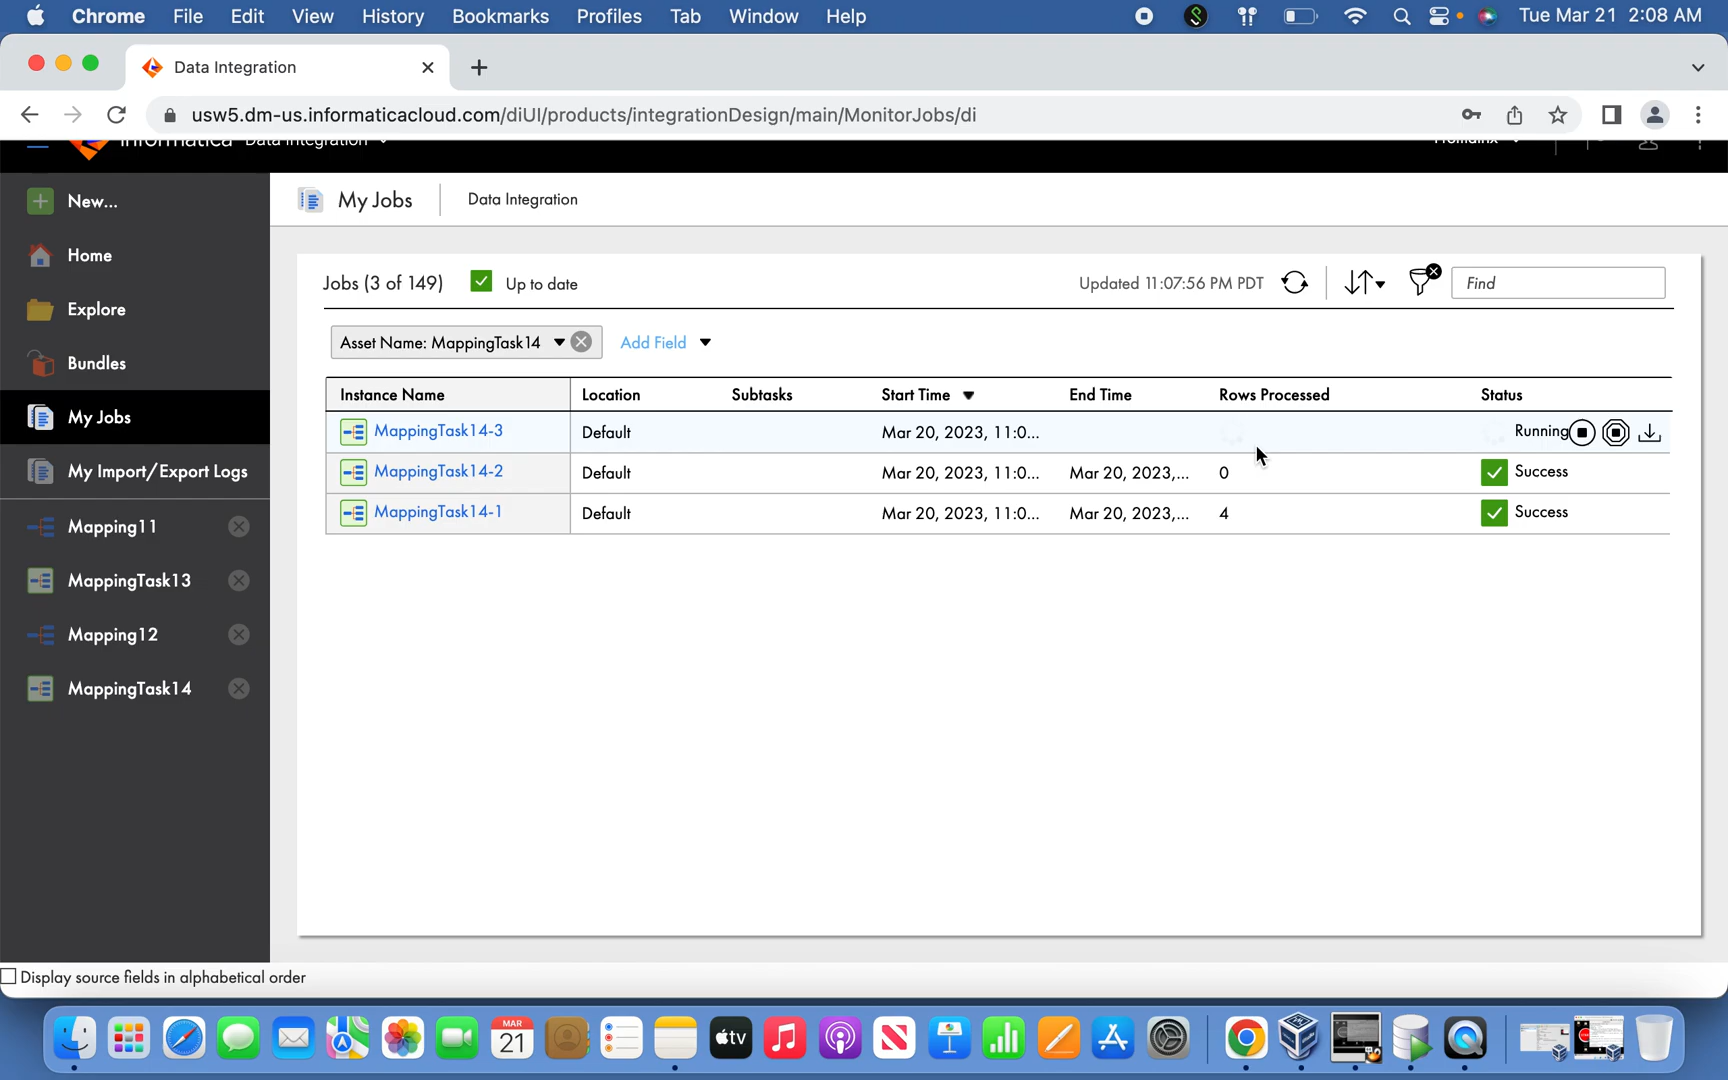 Chrome File Edit View History Bookmarks Profiles Tab Window Help Tue Mar 21 2:08 AM
Data Integration
usw5.dm-us.informaticacloud.com/diUI/products/integrationDesign/main/MonitorJobs/di
Informatica Data Integration
New...
My Jobs Data Integration
Home
Jobs (3 of 149) Up to date Updated 11:07:56 PM PDT Find
Explore
Asset Name: MappingTask14 Add Field
Bundles
Instance Name Location Subtasks Start Time End Time Rows Processed Status
My Jobs
MappingTask14-3 Default Mar 20, 2023, 11:0... Running
My Import/Export Logs
MappingTask14-2 Default Mar 20, 2023, 11:0... Mar 20, 2023,... 0 Success
MappingTask14-1 Default Mar 20, 2023, 11:0... Mar 20, 2023,... 4 Success
Mapping11
MappingTask13
Mapping12
MappingTask14
Display source fields in alphabetical order
MAR
21
tv